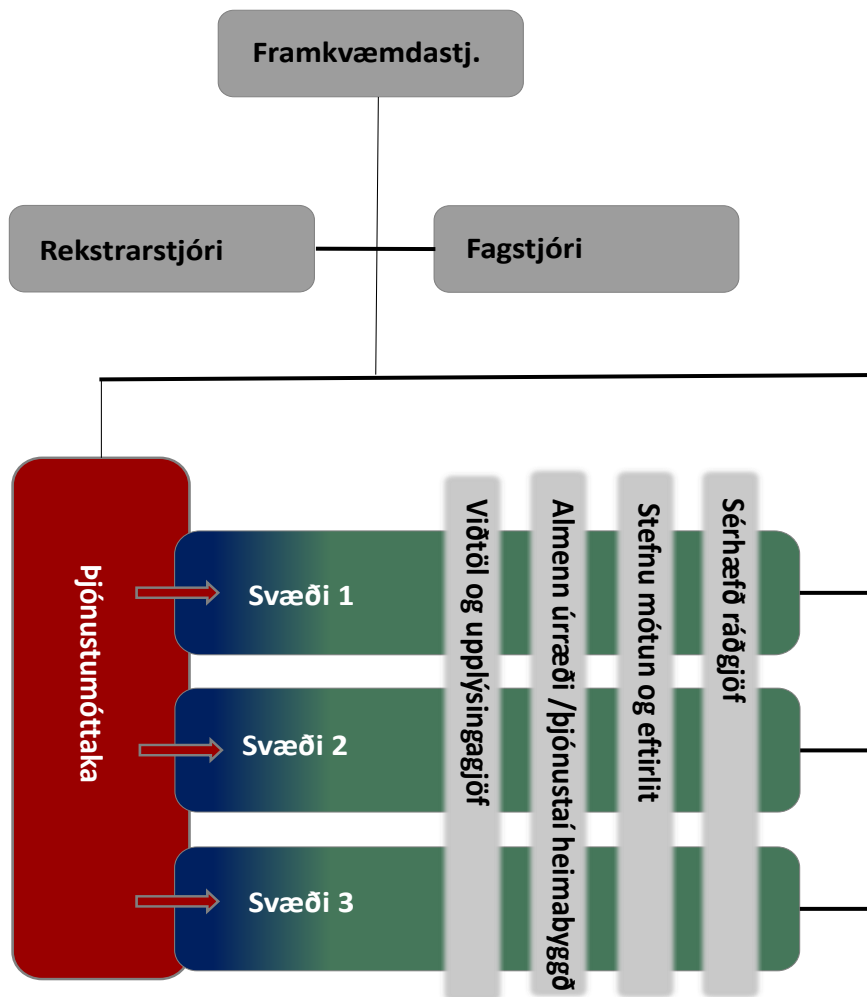 Framkvæmdastj.
Rekstrarstjóri
Fagstjóri
Þjónustumóttaka
Svæði 1
Svæði 2
Svæði 3
Viðtöl og upplýsingagjöf
Almenn úrræði /þjónustaí heimabyggð
Stefnu mótun og eftirlit
Sérhæfð ráðgjöf